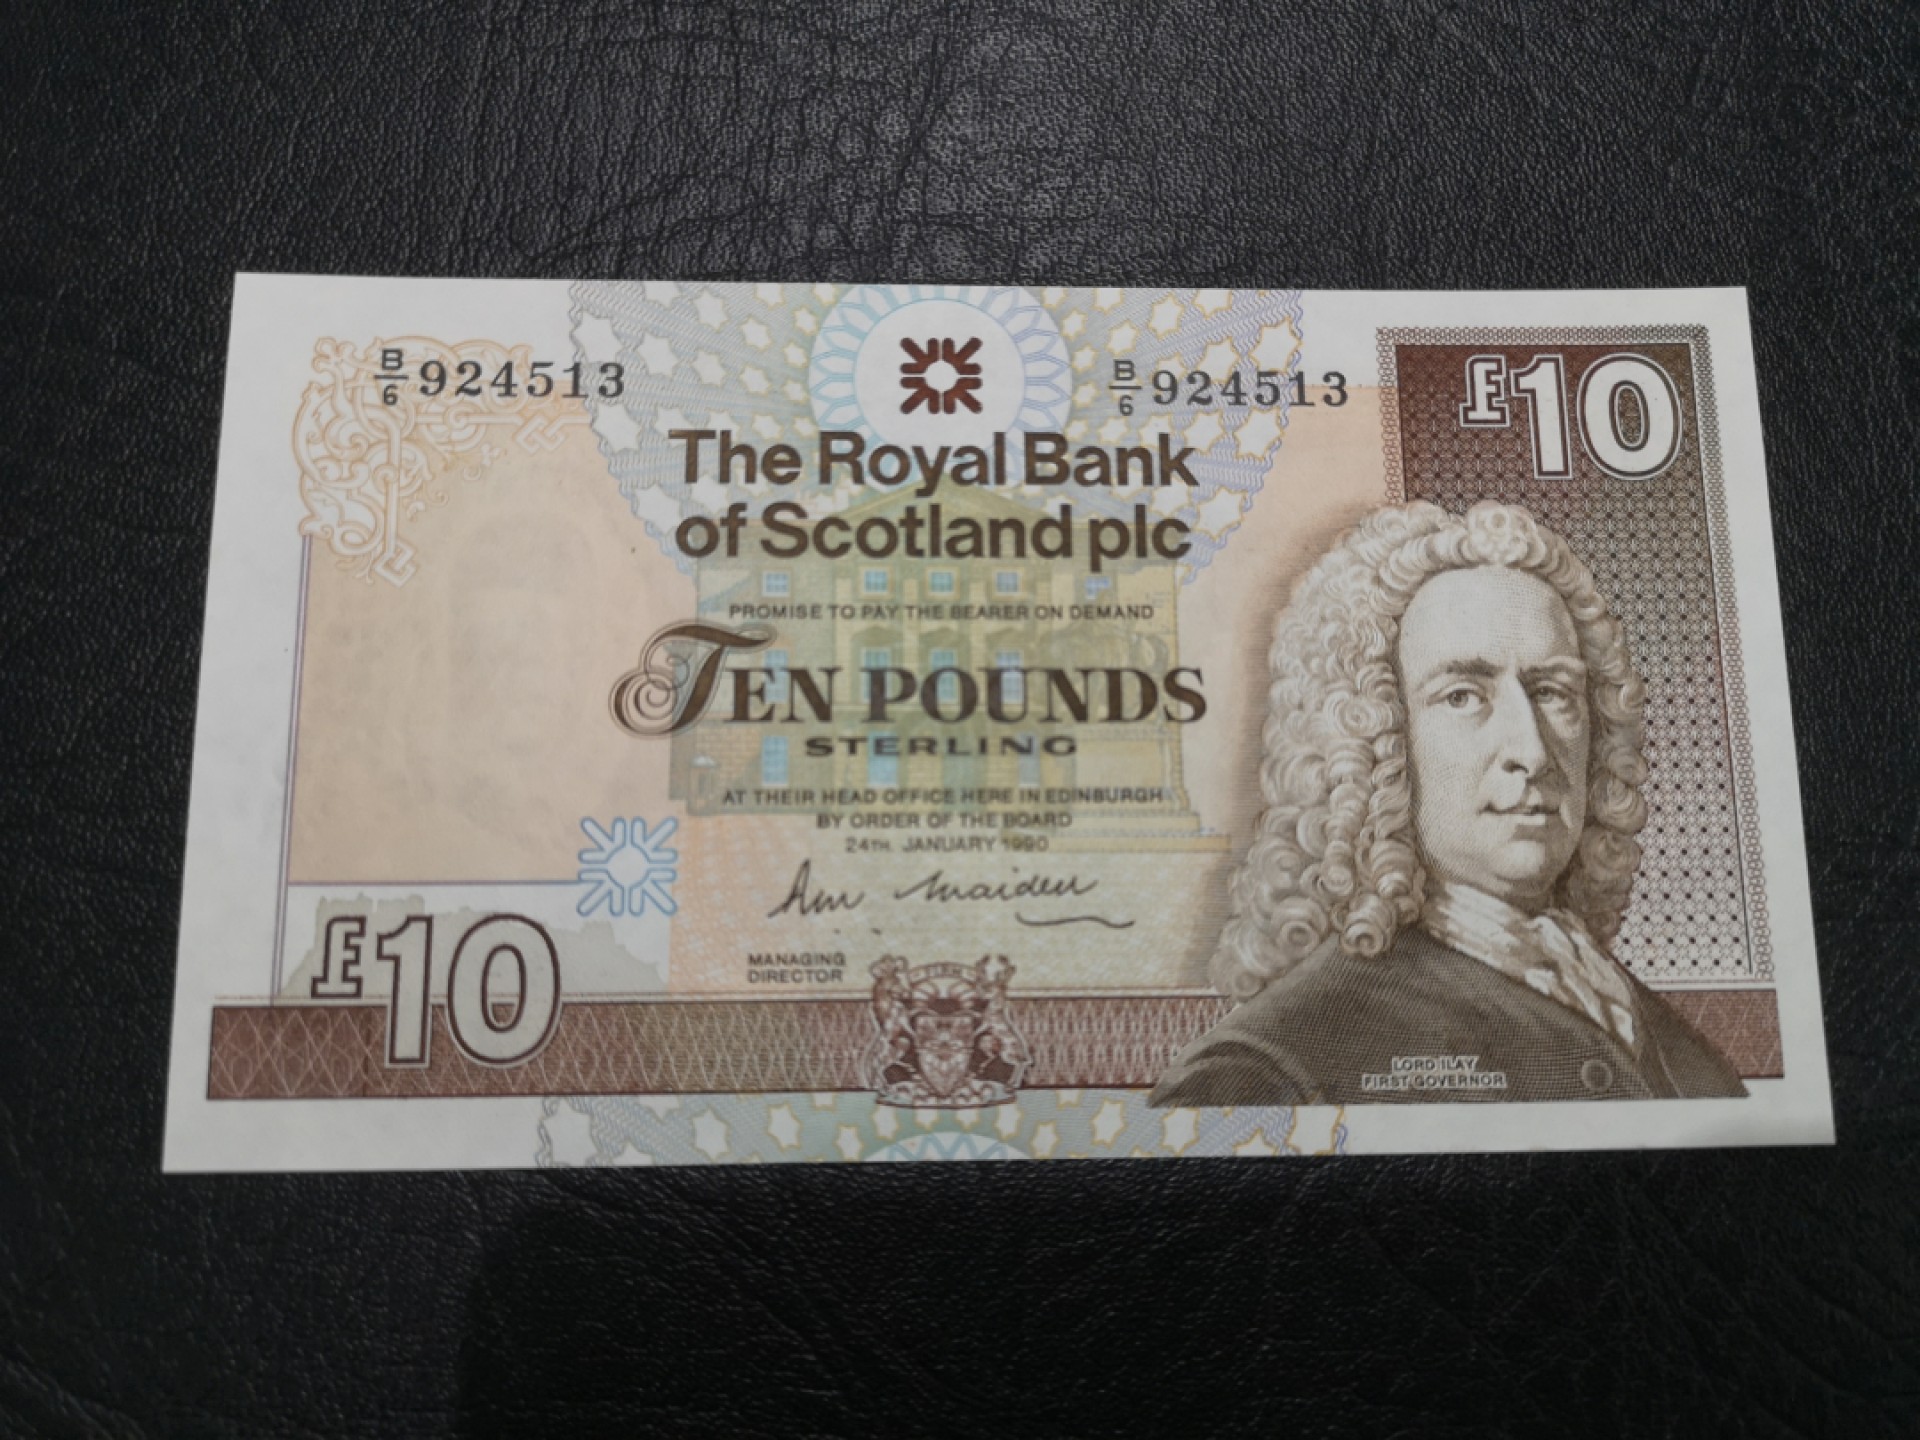 B/6 924513
B/6 924513
£10
The Royal Bank
of Scotland plc
PROMISE TO PAY THE BEARER ON DEMAND
TEN POUNDS
STERLING
AT THEIR HEAD OFFICE HERE IN EDINBURGH
BY ORDER OF THE BOARD
24TH. JANUARY 1990
MANAGING
DIRECTOR
£10
LORD ILAY
FIRST GOVERNOR